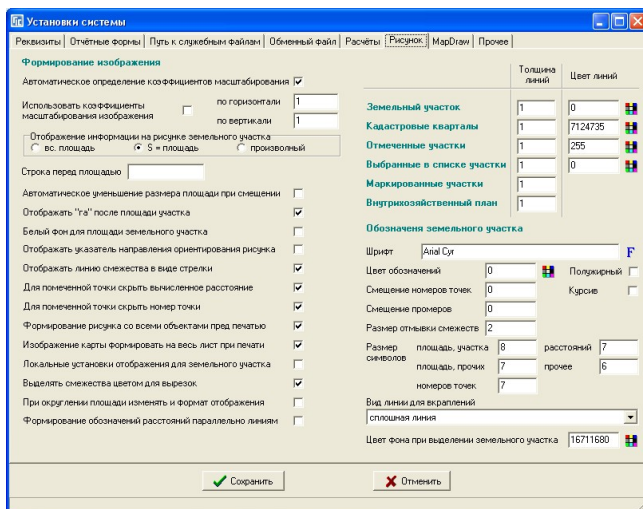 Установки системы
Реквизиты Отчётные Формы Путь к служебным файлам Обменный файл Расчёты Рисунок MapDraw Прочее
Формирование изображения
Автоматическое определение коэффициентов масштабирования
Использовать коэффициенты масштабирования изображения
по горизонтали 1
по вертикали 1
Отображение информации на рисунке земельного участка
вс. площадь S = площадь произволный
Строка перед площадью
Автоматическое уменьшение размера площади при смещении
Отображать "га" после площади участка
Белый фон для площади земельного участка
Отображать указатель направления ориентирования рисунка
Отображать линию смежества в виде стрелки
Для помеченной точки скрыть вычисленное расстояние
Для помеченной точки скрыть номер точки
Формирование рисунка со всеми объектами пред печатью
Изображение карты формировать на весь лист при печати
Локальные установки отображения для земельного участка
Выделять смежества цветом для вырезок
При округлении площади изменять и формат отображения
Формирование обозначений расстояний параллельно линиям
Толщина линий Цвет линий
Земельный участок 1 0
Кадастровые кварталы 1 7124735
Отмеченные участки 1 255
Выбранные в списке участки 1 0
Маркированные участки 1
Внутрихозяйственный план 1
Обозначеня земельного участка
Шрифт Arial Cyr F
Цвет обозначений 0 Полужирный
Смещение номеров точек 0 Курсив
Смещение промеров 0
Размер отмывки смежеств 2
Размер символов
площадь, участка 8 расстояний 7
площадь, прочих 7 прочее 6
номеров точек 7
Вид линии для вкраплений
сплошная линия
Цвет фона при выделении земельного участка 16711680
Сохранить Отменить